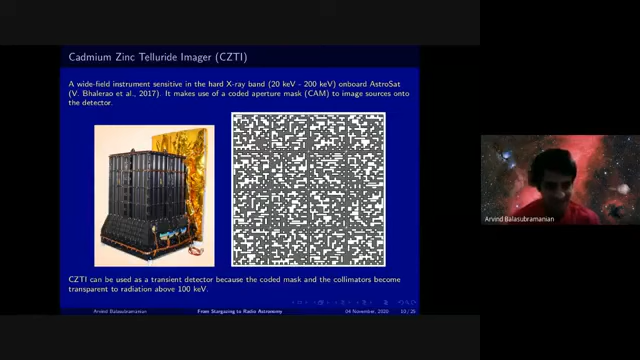 Cadmium Zinc Telluride Imager (CZTI)
A wide-field instrument sensitive in the hard X-ray band (20 keV - 200 keV) onboard AstroSat
(V. Bhalerao et al., 2017). It makes use of a coded aperture mask (CAM) to image sources onto
the detector.
CZTI can be used as a transient detector because the coded mask and the collimators become
transparent to radiation above 100 keV.
Arvind Balasubramanian
From Stargazing to Radio Astronomy
04 November, 2020
10 / 26
Arvind Balasubramanian